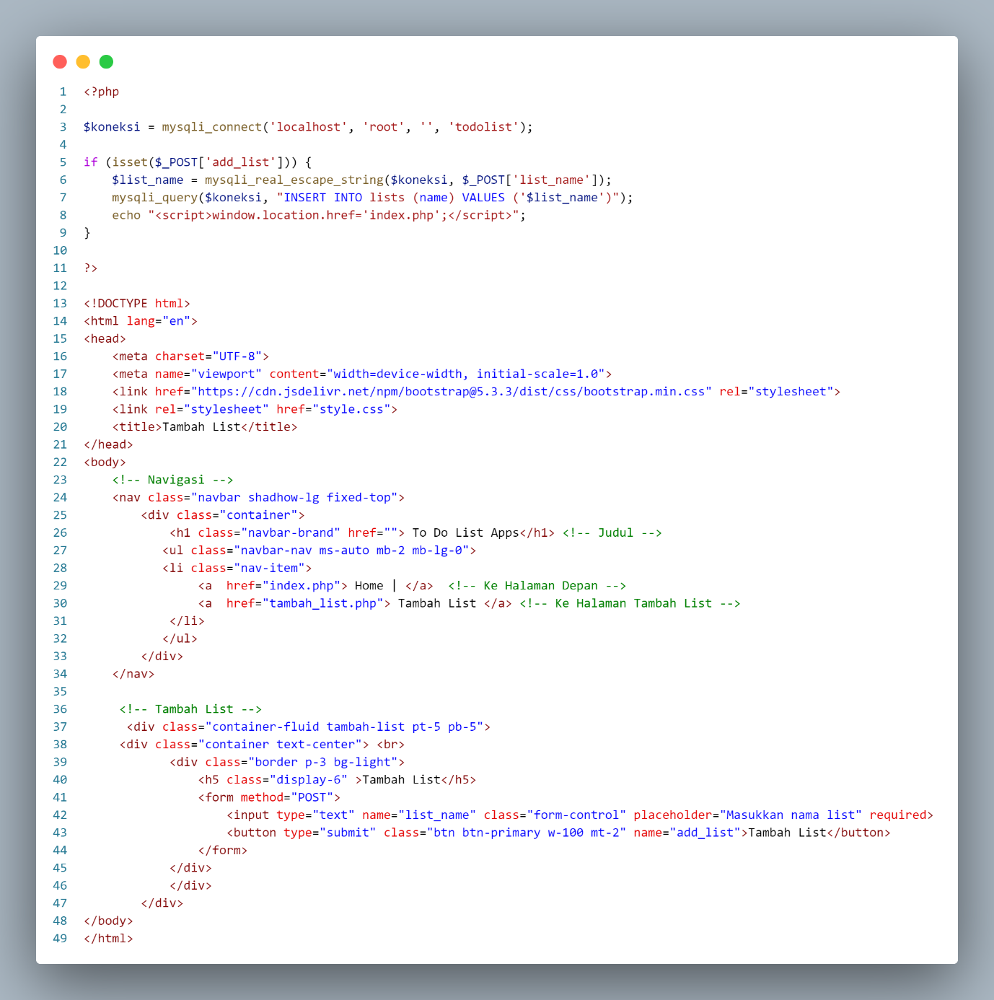 1 <?php
2
3 $koneksi = mysqli_connect('localhost', 'root', '', 'todolist');
4
5 if (isset($_POST['add_list'])) {
6     $list_name = mysqli_real_escape_string($koneksi, $_POST['list_name']);
7     mysqli_query($koneksi, "INSERT INTO lists (name) VALUES ('$list_name')");
8     echo "<script>window.location.href='index.php';</script>";
9 }
10
11 ?>
12
13 <!DOCTYPE html>
14 <html lang="en">
15 <head>
16     <meta charset="UTF-8">
17     <meta name="viewport" content="width=device-width, initial-scale=1.0">
18     <link href="https://cdn.jsdelivr.net/npm/bootstrap@5.3.3/dist/css/bootstrap.min.css" rel="stylesheet">
19     <link rel="stylesheet" href="style.css">
20     <title>Tambah List</title>
21 </head>
22 <body>
23     <!-- Navigasi -->
24     <nav class="navbar shadhow-lg fixed-top">
25         <div class="container">
26             <h1 class="navbar-brand" href=""> To Do List Apps</h1> <!-- Judul -->
27            <ul class="navbar-nav ms-auto mb-2 mb-lg-0">
28            <li class="nav-item">
29                 <a  href="index.php"> Home | </a>  <!-- Ke Halaman Depan -->
30                 <a  href="tambah_list.php"> Tambah List </a> <!-- Ke Halaman Tambah List -->
31             </li>
32            </ul>
33         </div>
34     </nav>
35
36      <!-- Tambah List -->
37       <div class="container-fluid tambah-list pt-5 pb-5">
38      <div class="container text-center"> <br>
39             <div class="border p-3 bg-light">
40                 <h5 class="display-6" >Tambah List</h5>
41                 <form method="POST">
42                     <input type="text" name="list_name" class="form-control" placeholder="Masukkan nama list" required>
43                     <button type="submit" class="btn btn-primary w-100 mt-2" name="add_list">Tambah List</button>
44                 </form>
45             </div>
46             </div>
47         </div>
48 </body>
49 </html>